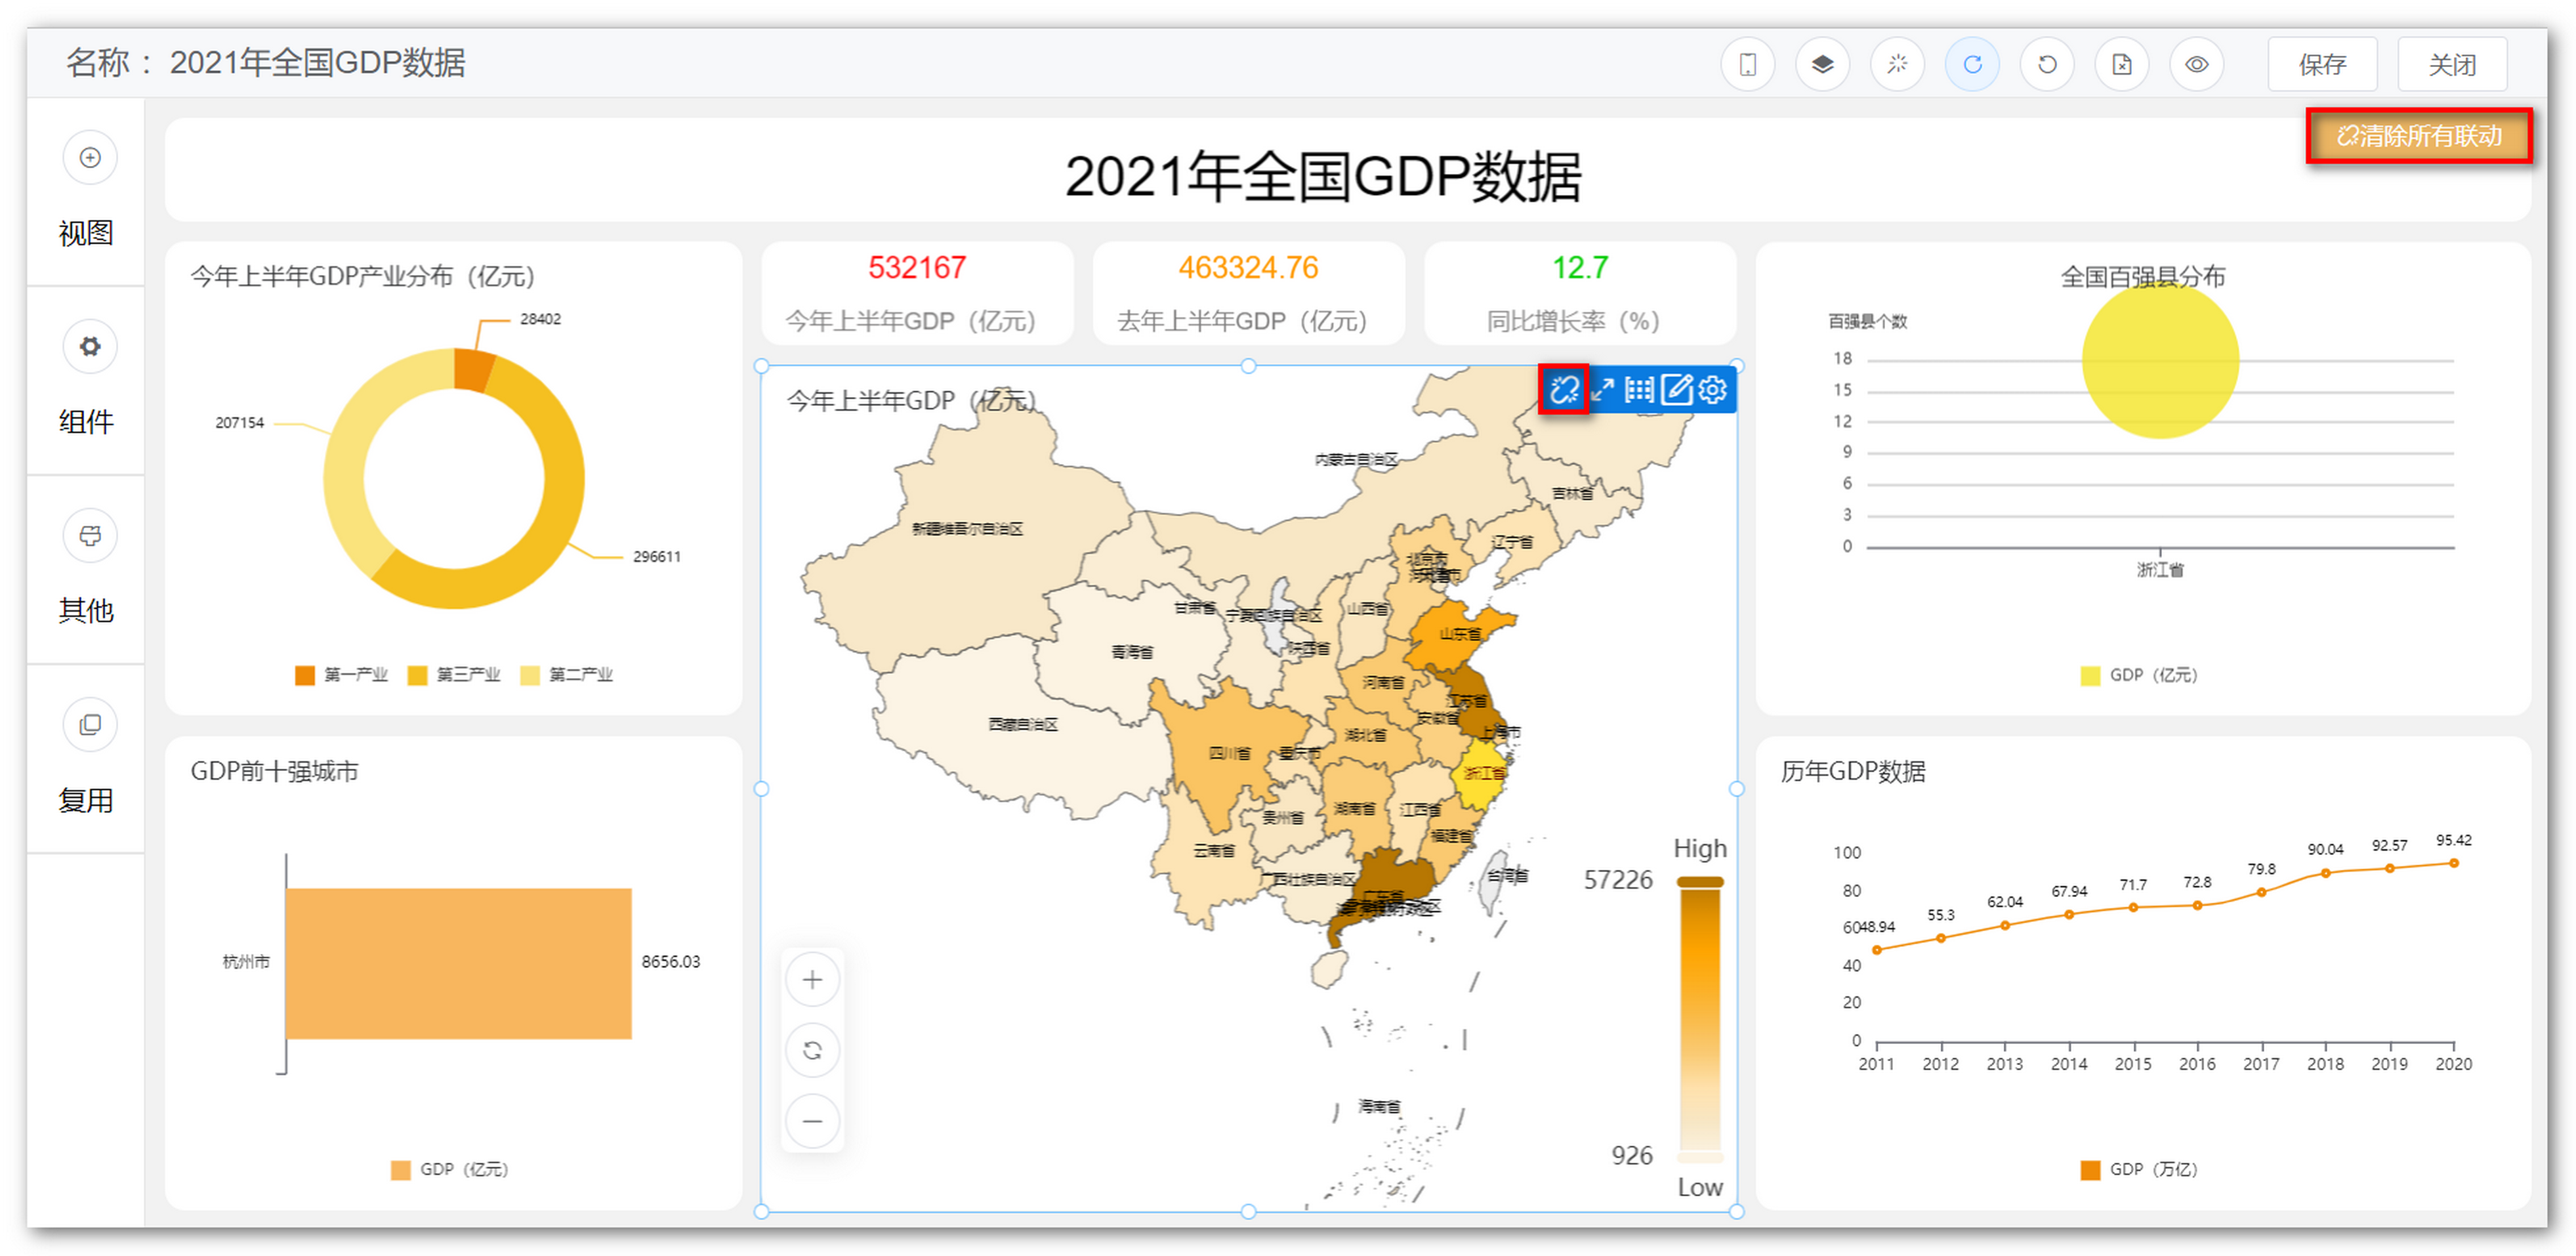 名称： 2021年全国GDP数据
保存
关闭
清除所有联动
视图
组件
其他
复用
2021年全国GDP数据
今年上半年GDP产业分布（亿元）
28402
207154
296611
第一产业 第三产业 第二产业
532167
今年上半年GDP（亿元）
463324.76
去年上半年GDP（亿元）
12.7
同比增长率（%）
全国百强县分布
百强县个数
18
15
12
9
6
3
0
浙江省
GDP（亿元）
今年上半年GDP（亿元）
内蒙古自治区
吉林省
新疆维吾尔自治区
辽宁省
北京市
甘肃省
宁夏回族自治区
山西省
陕西省
山东省
青海省
河南省
江苏省
西藏自治区
安徽省
上海市
湖北省
四川省
重庆市
浙江省
湖南省
江西省
贵州省
福建省
云南省
广西壮族自治区
广东省
台湾省
海南省
High
57226
926
Low
GDP前十强城市
杭州市
8656.03
GDP（亿元）
历年GDP数据
100
80
60
40
20
0
48.94
55.3
62.04
67.94
71.7
72.8
79.8
90.04
92.57
95.42
2011 2012 2013 2014 2015 2016 2017 2018 2019 2020
GDP（万亿）